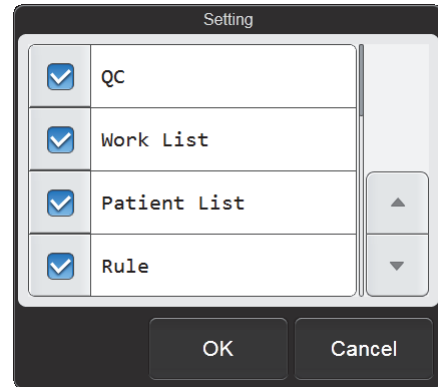 Setting
QC
Work List
Patient List
Rule
OK Cancel